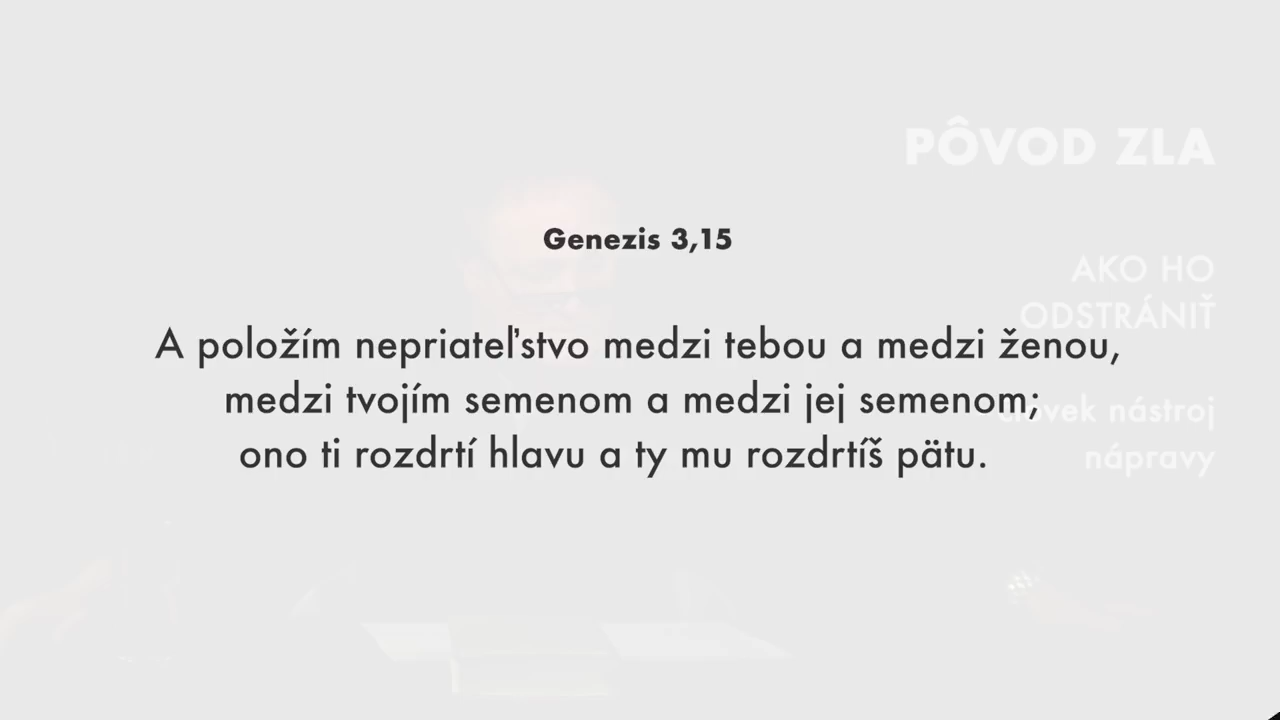 PÔVOD ZLA
Genezis 3,15
AKO HO
ODSTRÁNIŤ
A položím nepriateľstvo medzi tebou a medzi ženou,
medzi tvojím semenom a medzi jej semenom;
ono ti rozdrtí hlavu a ty mu rozdrtíš pätu.
nástroj
nápravy